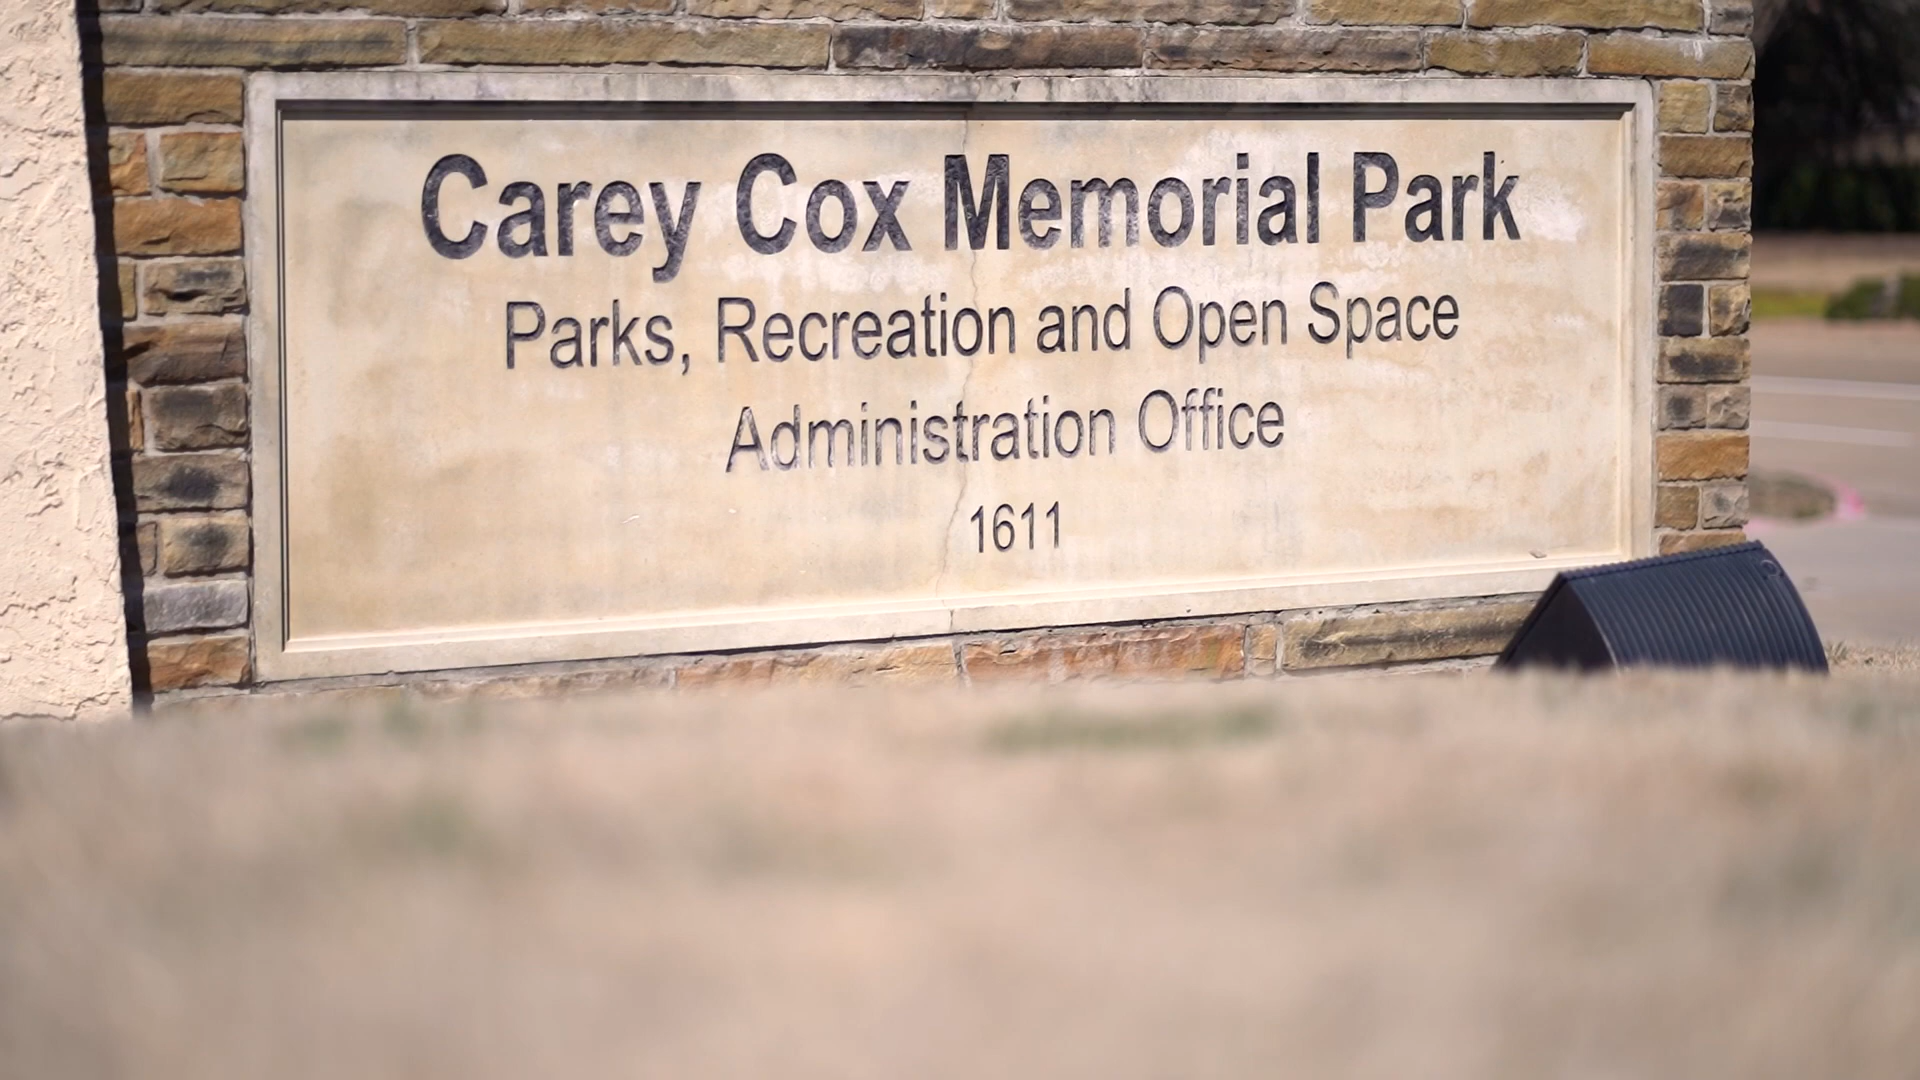 Carey Cox Memorial Park
Parks, Recreation and Open Space
Administration Office
1611